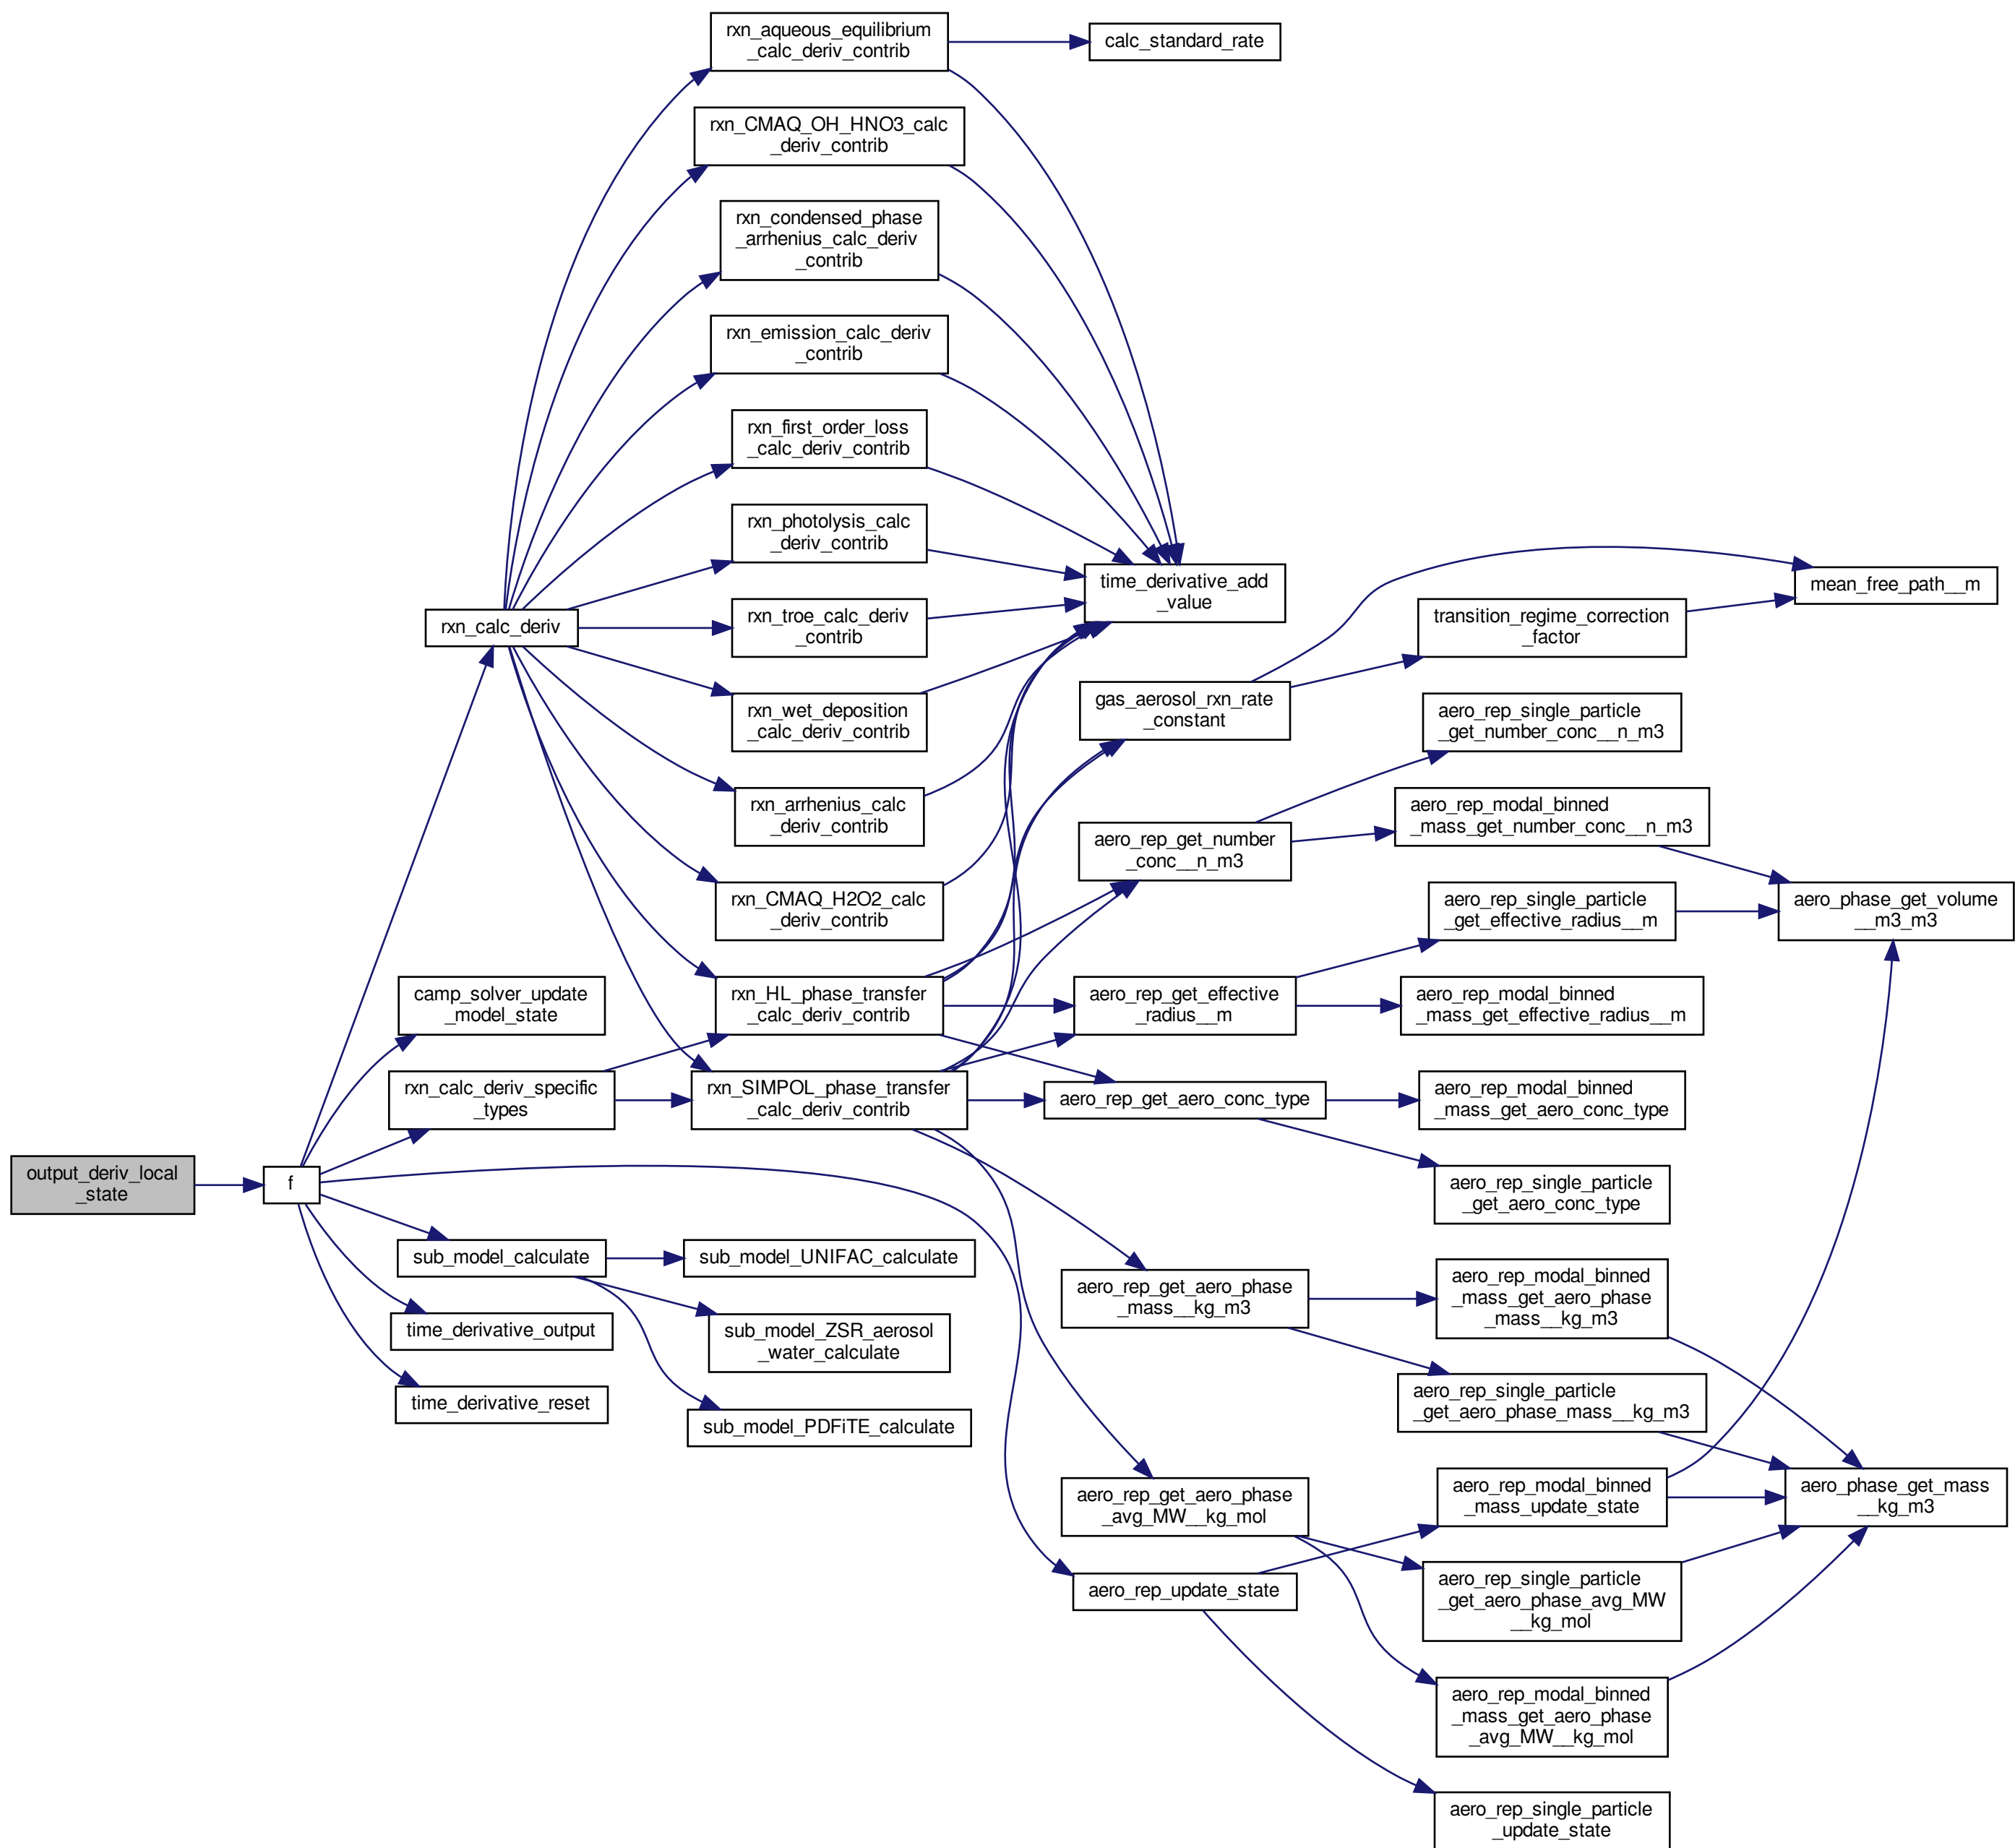 output_deriv_local
_state
f
rxn_calc_deriv
camp_solver_update
_model_state
rxn_calc_deriv_specific
_types
sub_model_calculate
time_derivative_output
time_derivative_reset
rxn_aqueous_equilibrium
_calc_deriv_contrib
rxn_CMAQ_OH_HNO3_calc
_deriv_contrib
rxn_condensed_phase
_arrhenius_calc_deriv
_contrib
rxn_emission_calc_deriv
_contrib
rxn_first_order_loss
_calc_deriv_contrib
rxn_photolysis_calc
_deriv_contrib
rxn_troe_calc_deriv
_contrib
rxn_wet_deposition
_calc_deriv_contrib
rxn_arrhenius_calc
_deriv_contrib
rxn_CMAQ_H2O2_calc
_deriv_contrib
rxn_HL_phase_transfer
_calc_deriv_contrib
rxn_SIMPOL_phase_transfer
_calc_deriv_contrib
sub_model_UNIFAC_calculate
sub_model_ZSR_aerosol
_water_calculate
sub_model_PDFiTE_calculate
calc_standard_rate
time_derivative_add
_value
gas_aerosol_rxn_rate
_constant
aero_rep_get_number
_conc__n_m3
aero_rep_get_effective
_radius__m
aero_rep_get_aero_conc_type
aero_rep_get_aero_phase
_mass__kg_m3
aero_rep_get_aero_phase
_avg_MW__kg_mol
aero_rep_update_state
transition_regime_correction
_factor
aero_rep_single_particle
_get_number_conc__n_m3
aero_rep_modal_binned
_mass_get_number_conc__n_m3
aero_rep_single_particle
_get_effective_radius__m
aero_rep_modal_binned
_mass_get_effective_radius__m
aero_rep_modal_binned
_mass_get_aero_conc_type
aero_rep_single_particle
_get_aero_conc_type
aero_rep_modal_binned
_mass_get_aero_phase
_mass__kg_m3
aero_rep_single_particle
_get_aero_phase_mass__kg_m3
aero_rep_modal_binned
_mass_update_state
aero_rep_single_particle
_get_aero_phase_avg_MW
__kg_mol
aero_rep_modal_binned
_mass_get_aero_phase
_avg_MW__kg_mol
aero_rep_single_particle
_update_state
mean_free_path__m
aero_phase_get_volume
__m3_m3
aero_phase_get_mass
__kg_m3